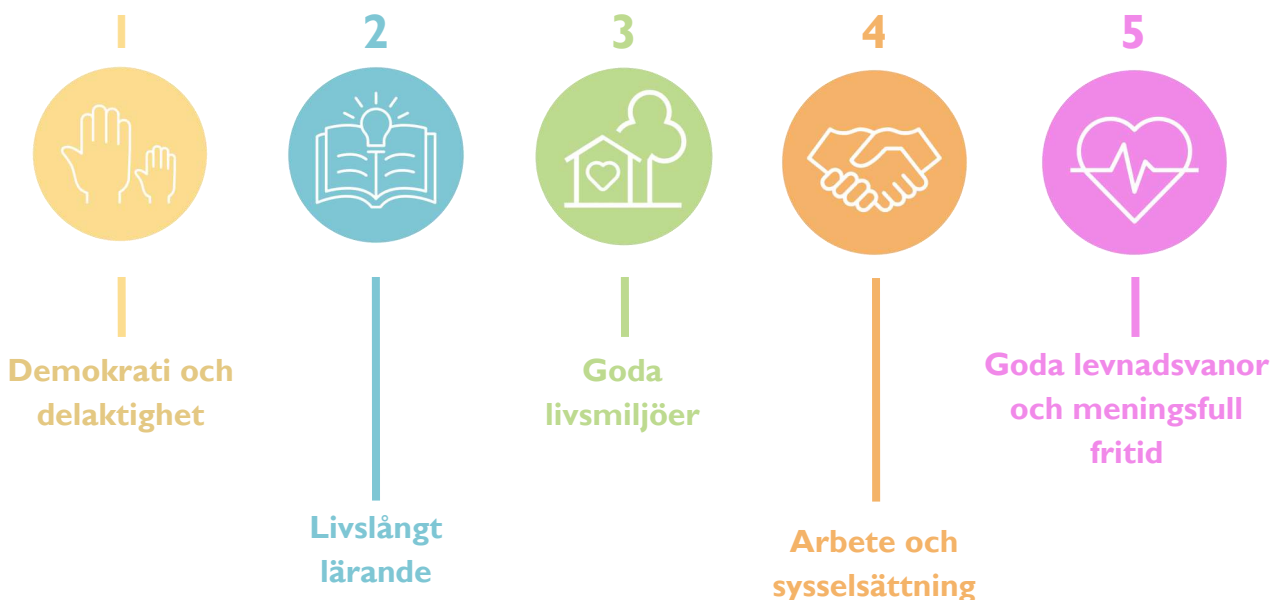 1
2
3
4
5
Demokrati och
delaktighet
Livslångt
lärande
Goda
livsmiljöer
Arbete och
sysselsättning
Goda levnadsvanor
och meningsfull
fritid